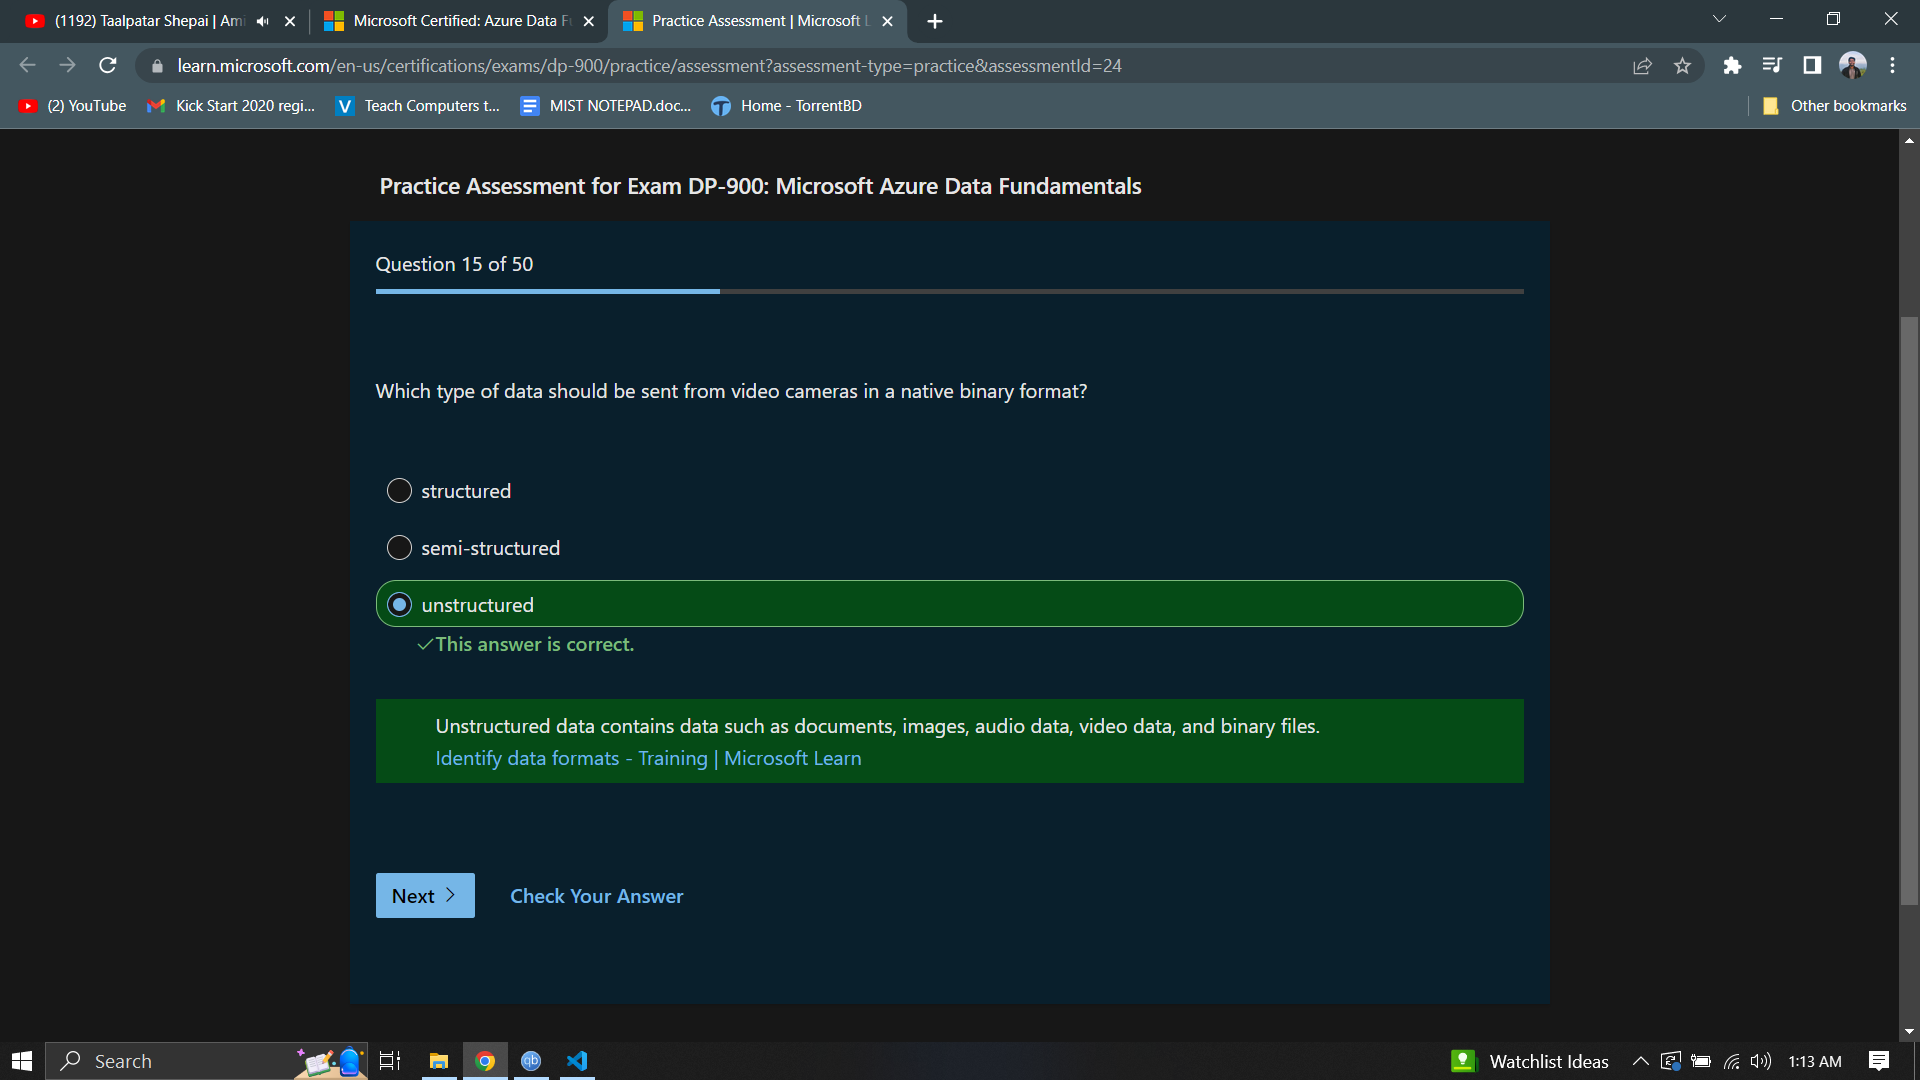 (1192) Taalpatar Shepai | Ami
Microsoft Certified: Azure Data F
Practice Assessment | Microsoft L
learn.microsoft.com/en-us/certifications/exams/dp-900/practice/assessment?assessment-type=practice&assessmentId=24
(2) YouTube
Kick Start 2020 regi...
Teach Computers t...
MIST NOTEPAD.doc...
Home - TorrentBD
Other bookmarks
Practice Assessment for Exam DP-900: Microsoft Azure Data Fundamentals
Question 15 of 50
Which type of data should be sent from video cameras in a native binary format?
structured
semi-structured
unstructured
This answer is correct.
Unstructured data contains data such as documents, images, audio data, video data, and binary files.
Identify data formats - Training | Microsoft Learn
Next
Check Your Answer
Search
qb
Watchlist Ideas
1:13 AM